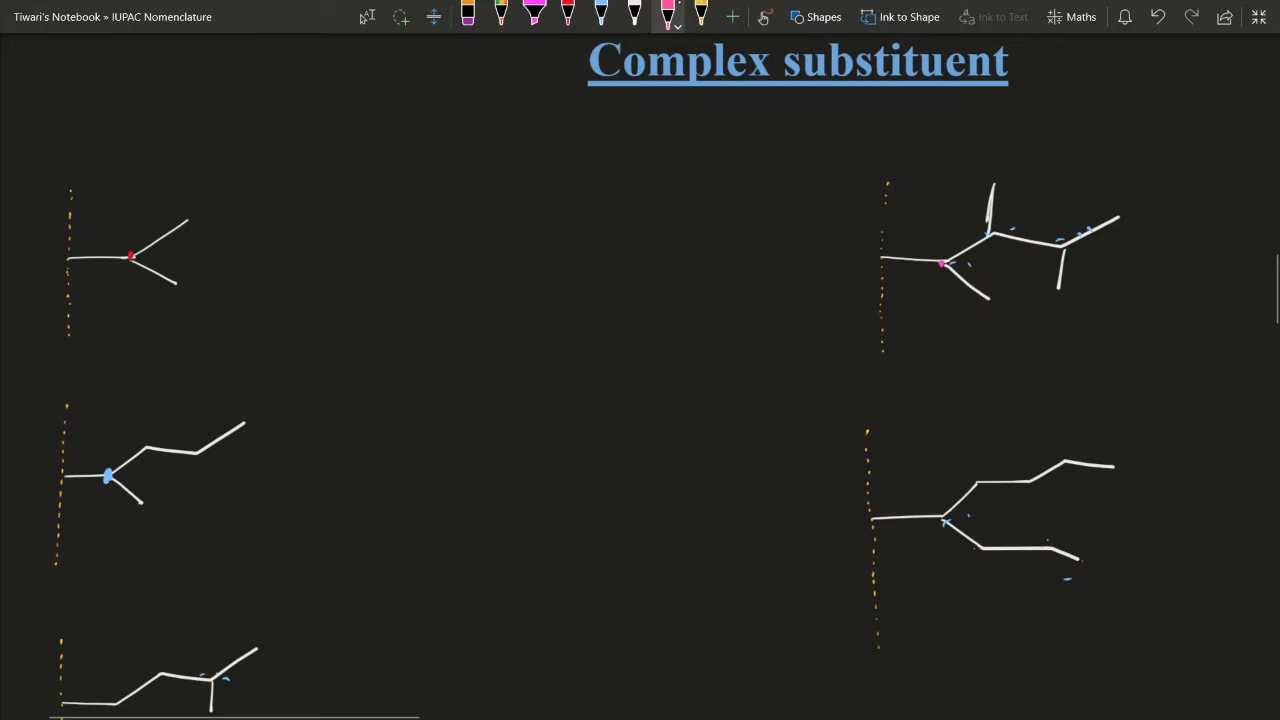 Tiwari's Notebook » IUPAC Nomenclature
Shapes
Ink to Shape
Ink to Text
Maths
Complex substituent